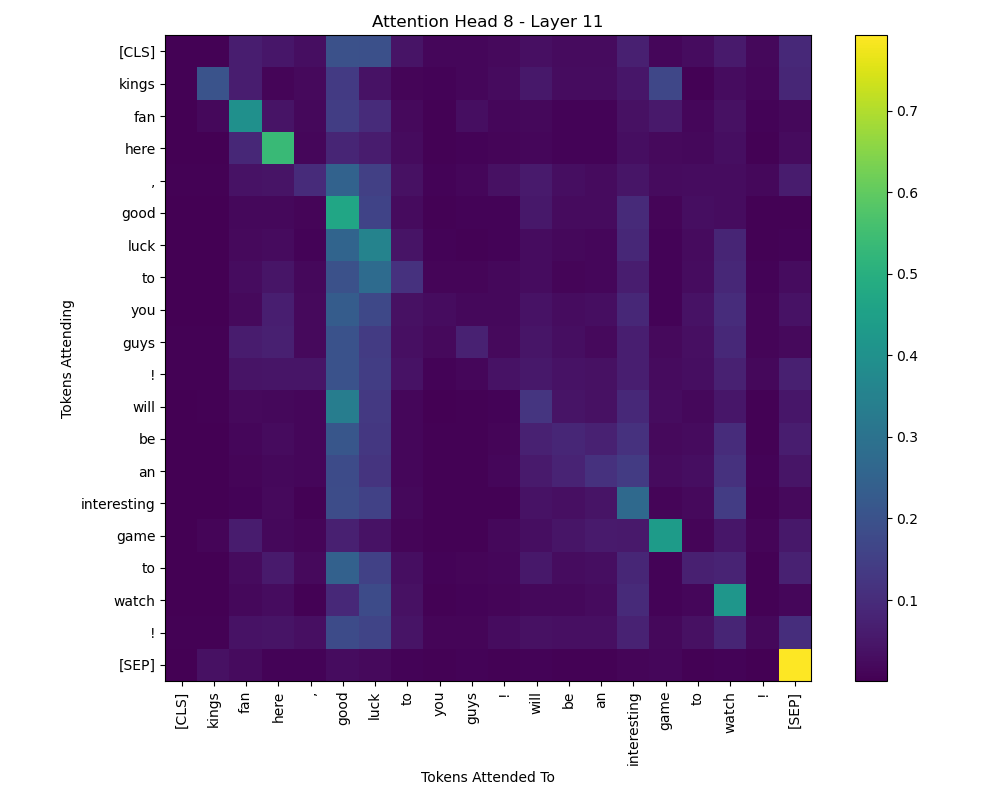 Attention Head 8 - Layer 11
Tokens Attending
[CLS]
kings
fan
here
,
good
luck
to
you
guys
!
will
be
an
interesting
game
to
watch
!
[SEP]
[CLS]
kings
fan
here
,
good
luck
to
you
guys
!
will
be
an
interesting
game
to
watch
!
[SEP]
Tokens Attended To
0.7
0.6
0.5
0.4
0.3
0.2
0.1